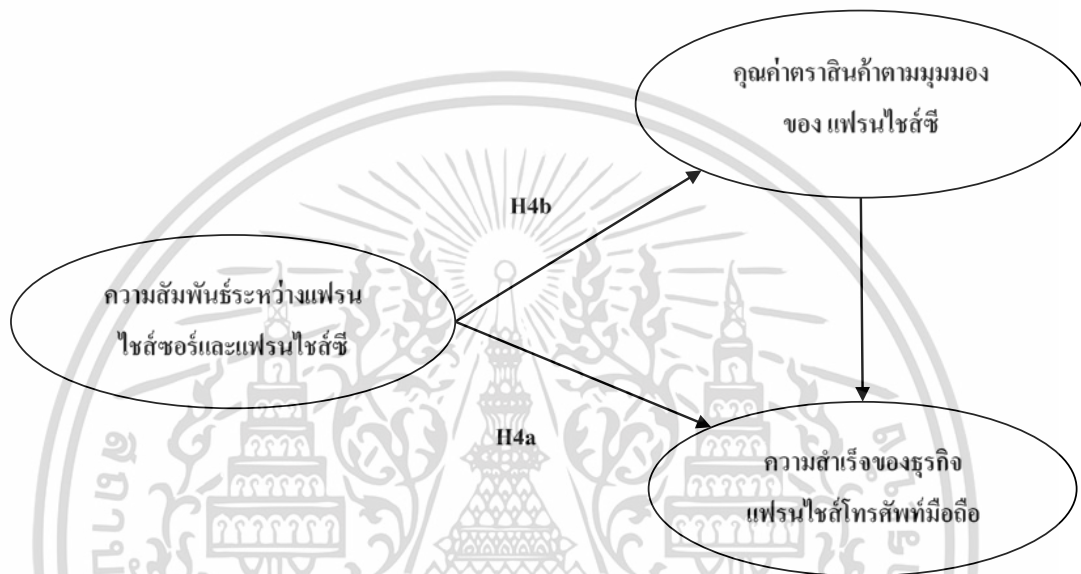 คุณค่าตราสินค้าตามมุมมอง
ของ แฟรนไชส์ซี
H4b
ความสัมพันธ์ระหว่างแฟรน
ไชส์ซอร์และแฟรนไชส์ซี
H4a
ความสำเร็จของธุรกิจ
แฟรนไชส์โทรศัพท์มือถือ